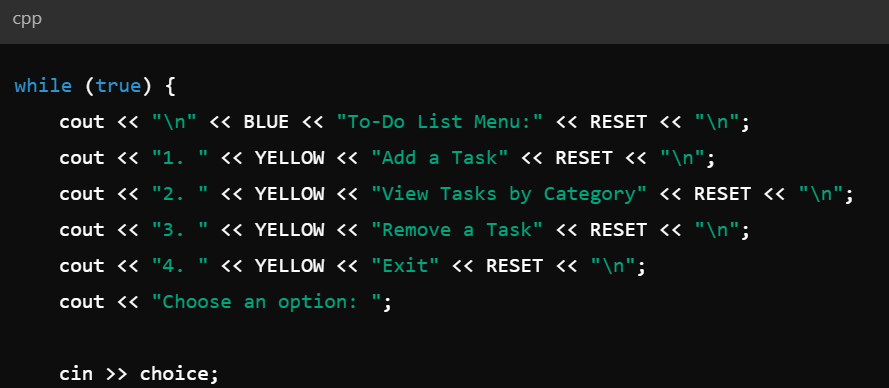 cpp
while (true) {
    cout << "\n" << BLUE << "To-Do List Menu:" << RESET << "\n";
    cout << "1. " << YELLOW << "Add a Task" << RESET << "\n";
    cout << "2. " << YELLOW << "View Tasks by Category" << RESET << "\n";
    cout << "3. " << YELLOW << "Remove a Task" << RESET << "\n";
    cout << "4. " << YELLOW << "Exit" << RESET << "\n";
    cout << "Choose an option: ";
    cin >> choice;